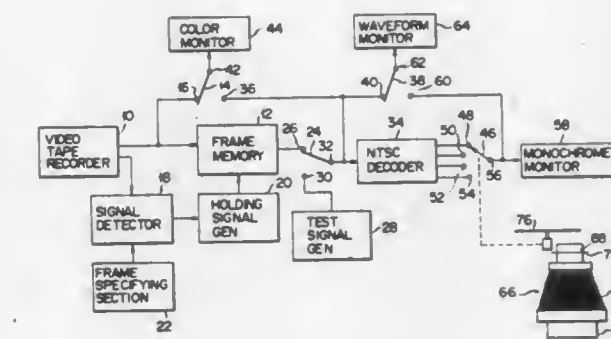 COLOR
MONITOR
44
WAVEFORM
MONITOR
64
42
14
16
36
62
38
40
60
10
12
34
VIDEO
TAPE
RECORDER
FRAME
MEMORY
26
24
32
30
NTSC
DECODER
50
48
46
56
52
54
58
MONOCHROME
MONITOR
18
20
SIGNAL
DETECTOR
HOLDING
SIGNAL GEN
TEST
SIGNAL
GEN
28
FRAME
SPECIFYING
SECTION
22
76
68
66